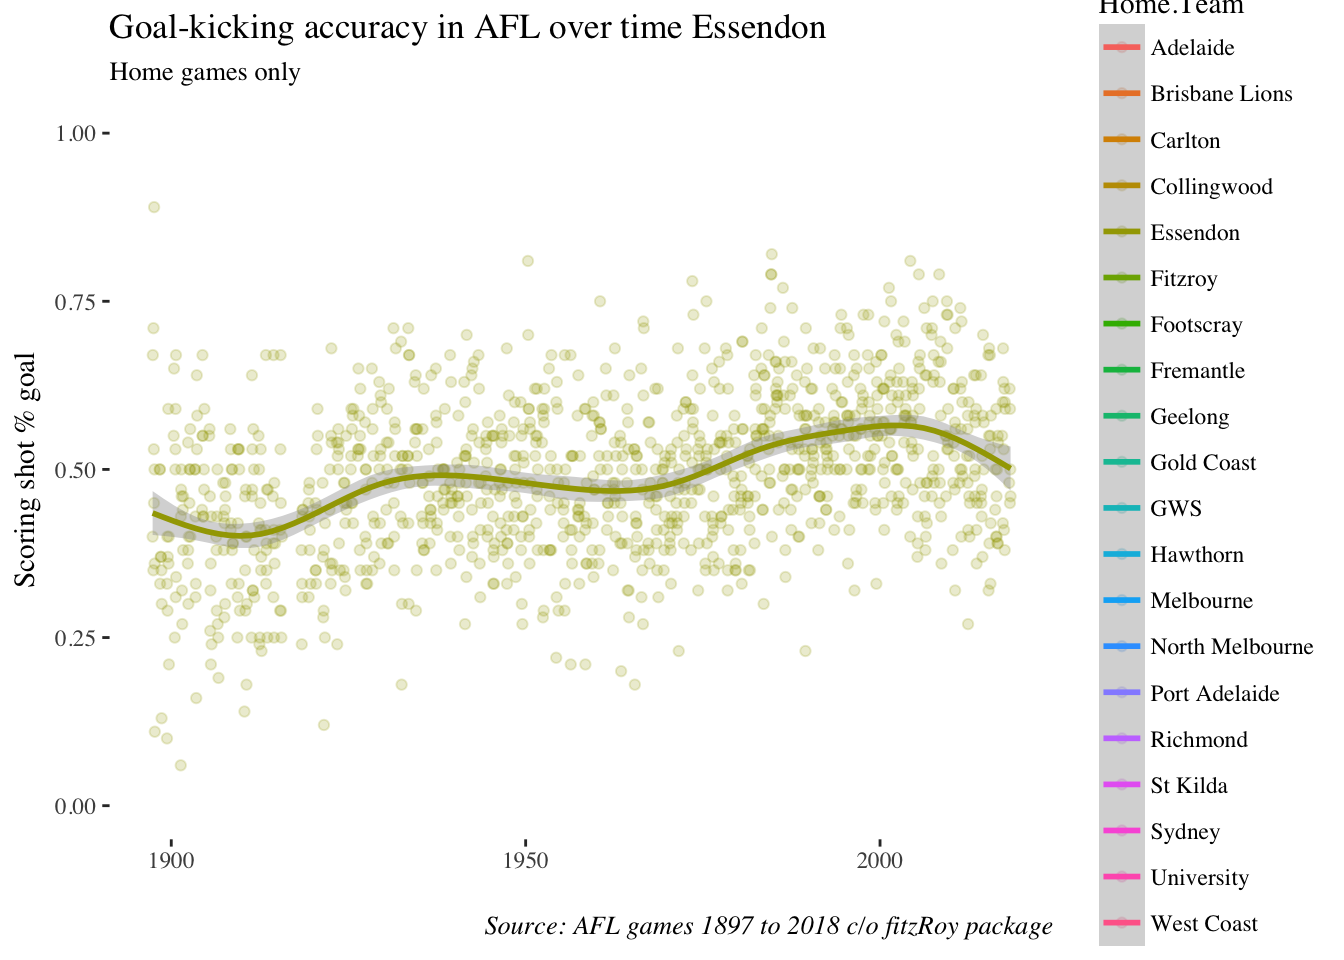 Goal-kicking accuracy in AFL over time Essendon
Home games only
Home.Team
Adelaide
Brisbane Lions
Carlton
Collingwood
Essendon
Fitzroy
Footscray
Fremantle
Geelong
Gold Coast
GWS
Hawthorn
Melbourne
North Melbourne
Port Adelaide
Richmond
St Kilda
Sydney
University
West Coast
Scoring shot % goal
1.00
0.75
0.50
0.25
0.00
1900
1950
2000
Source: AFL games 1897 to 2018 c/o fitzRoy package